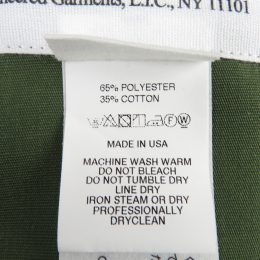 Garments, L.I.C., NY 11101
65% POLYESTER
35% COTTON
MADE IN USA
MACHINE WASH WARM
DO NOT BLEACH
DO NOT TUMBLE DRY
LINE DRY
IRON STEAM OR DRY
PROFESSIONALLY
DRYCLEAN